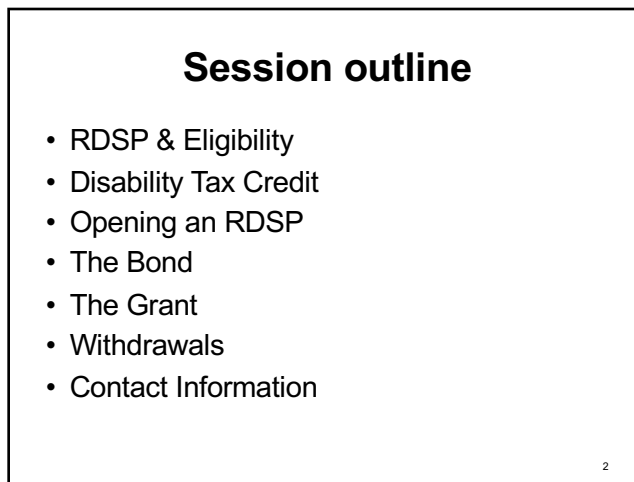 Session outline
• RDSP & Eligibility
• Disability Tax Credit
• Opening an RDSP
• The Bond
• The Grant
• Withdrawals
• Contact Information
2